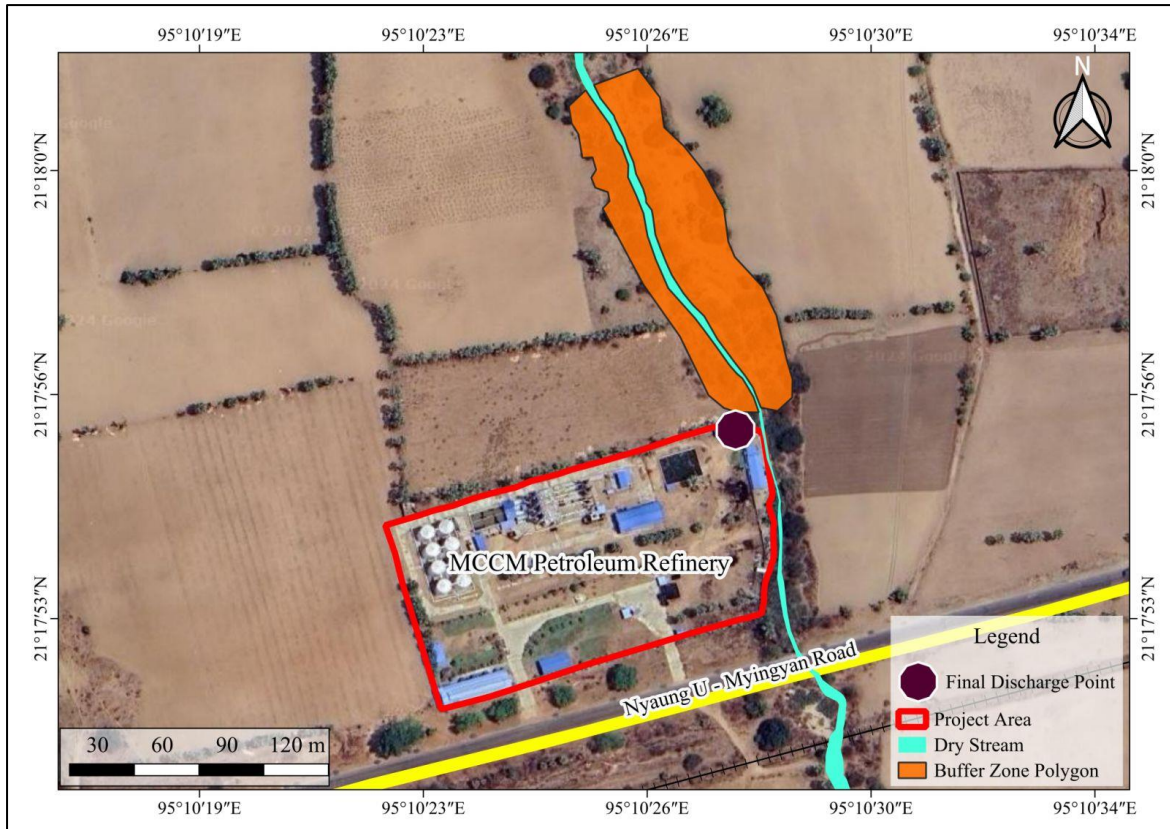 95°10'19"E 95°10'23"E 95°10'26"E 95°10'30"E 95°10'34"E
N
21°18'0"N
21°18'0"N
© 2024
21°17'56"N
21°17'56"N
MCCM Petroleum Refinery
21°17'53"N
21°17'53"N
Nyaung U - Myingyan Road
Legend
Final Discharge Point
Project Area
Dry Stream
Buffer Zone Polygon
30 60 90 120 m
95°10'19"E 95°10'23"E 95°10'26"E 95°10'30"E 95°10'34"E